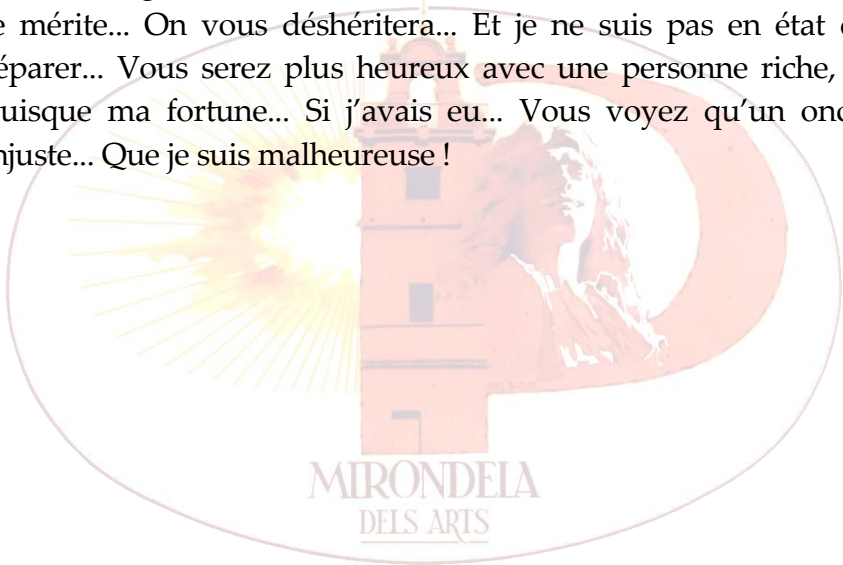 e mérite... On vous déshéritera... Et je ne suis pas en état
éparer... Vous serez plus heureux avec une personne riche,
uisque ma fortune... Si j'avais eu... Vous voyez qu'un onc
njuste... Que je suis malheureuse !
MIRONDELA
DELS ARTS